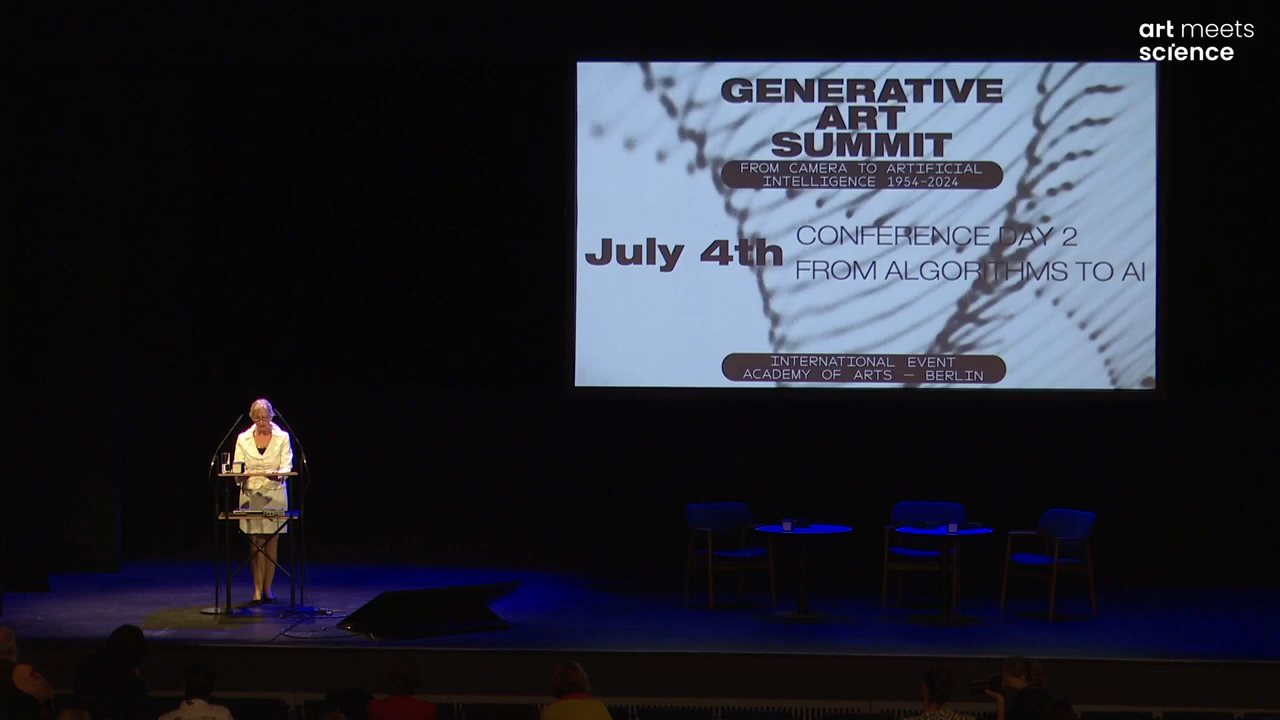 art meets
science
GENERATIVE
ART
SUMMIT
FROM CAMERA TO ARTIFICIAL
INTELLIGENCE 1954-2024
July 4th
CONFERENCE DAY 2
FROM ALGORITHMS TO AI
INTERNATIONAL EVENT
ACADEMY OF ARTS — BERLIN